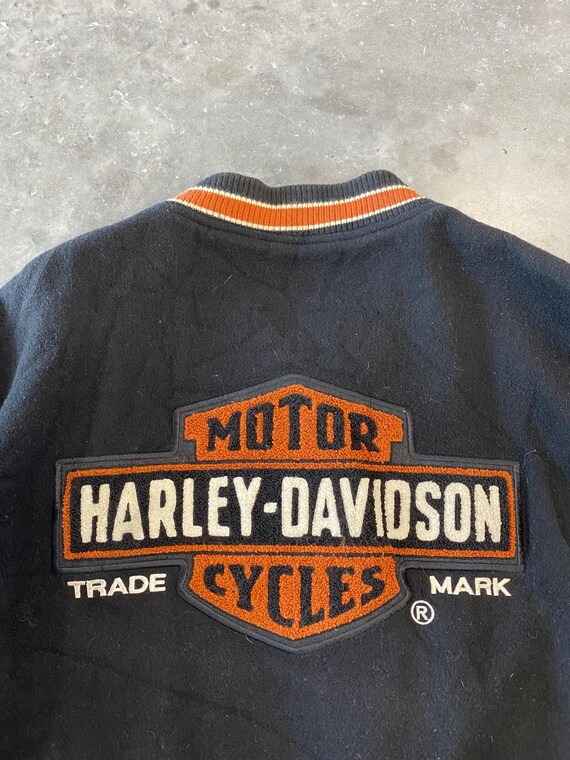 MOTOR
HARLEY-DAVIDSON
CYCLES
TRADE MARK
®